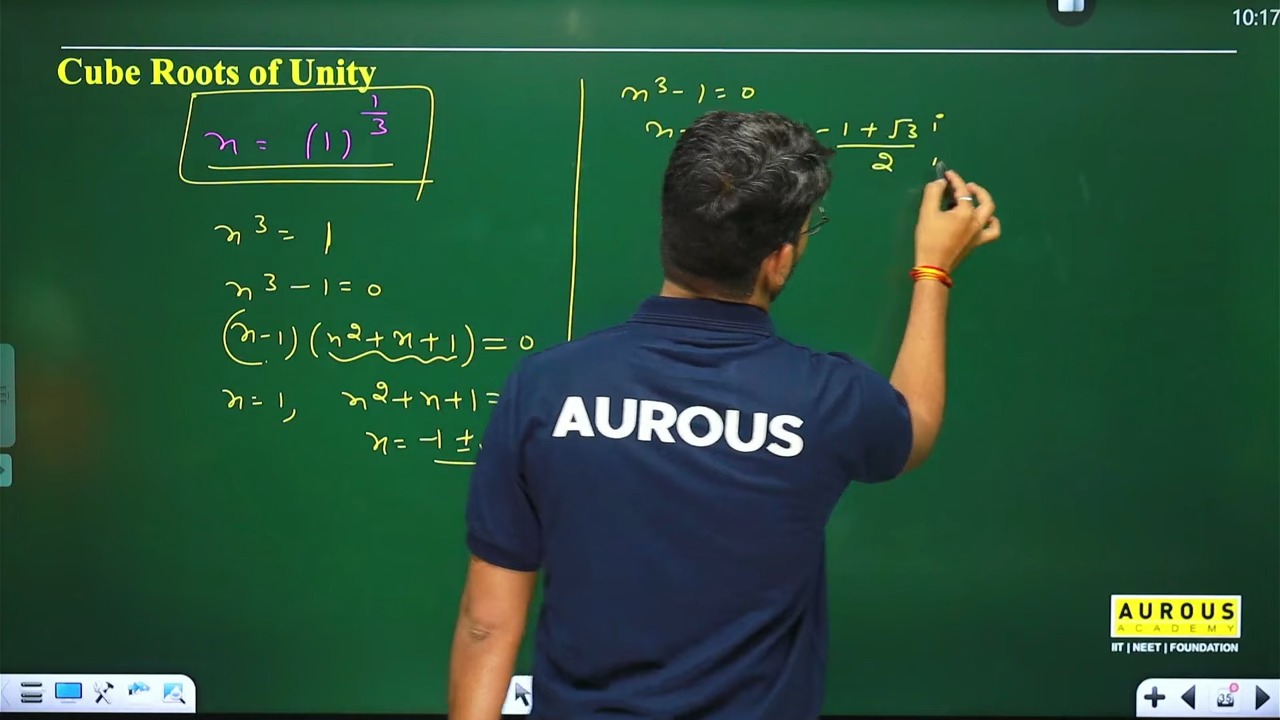 10:17
Cube Roots of Unity
x = (1)^{1/3}
x³ = 1
x³ - 1 = 0
(x-1)(x²+x+1) = 0
x = 1, x²+x+1 =
x = -1 ±
x³ - 1 = 0
x
-1 + √3 i
2
AUROUS
AUROUS
ACADEMY
IIT | NEET | FOUNDATION
35